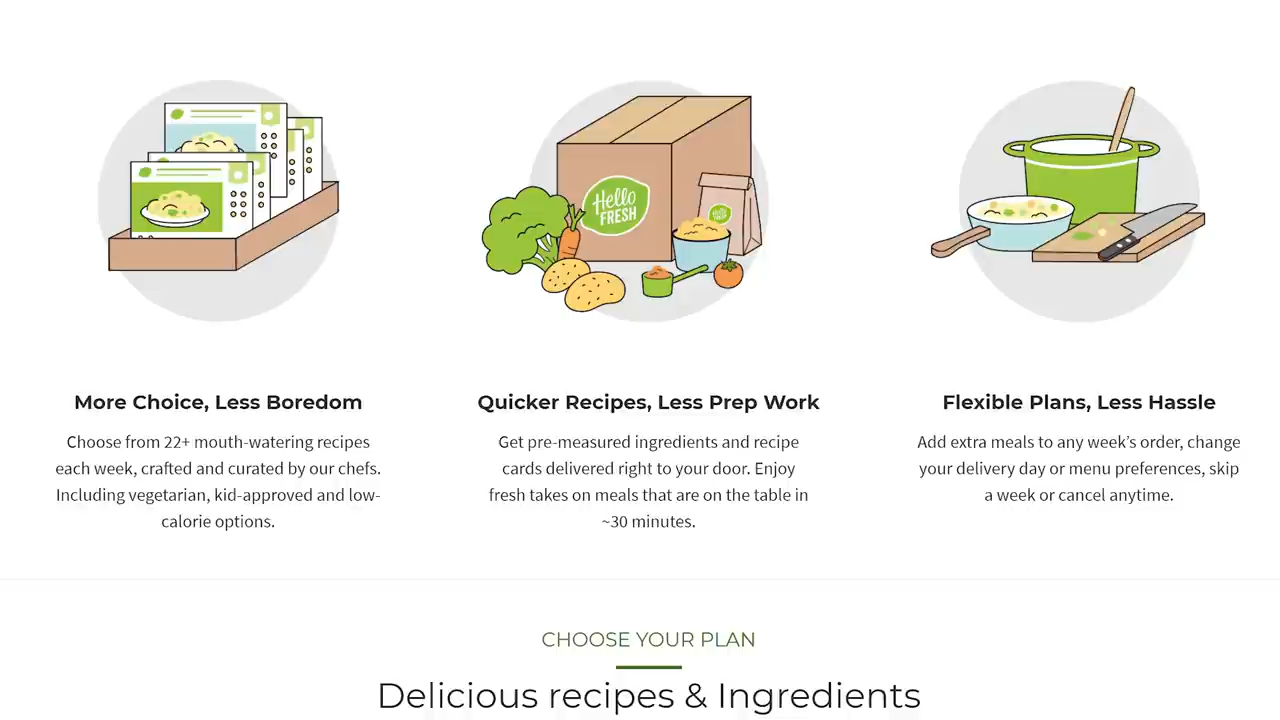 Hello
FRESH
Hello
FRESH
More Choice, Less Boredom
Choose from 22+ mouth-watering recipes
each week, crafted and curated by our chefs.
Including vegetarian, kid-approved and low-
calorie options.
Quicker Recipes, Less Prep Work
Get pre-measured ingredients and recipe
cards delivered right to your door. Enjoy
fresh takes on meals that are on the table in
~30 minutes.
Flexible Plans, Less Hassle
Add extra meals to any week’s order, change
your delivery day or menu preferences, skip
a week or cancel anytime.
CHOOSE YOUR PLAN
Delicious recipes & Ingredients